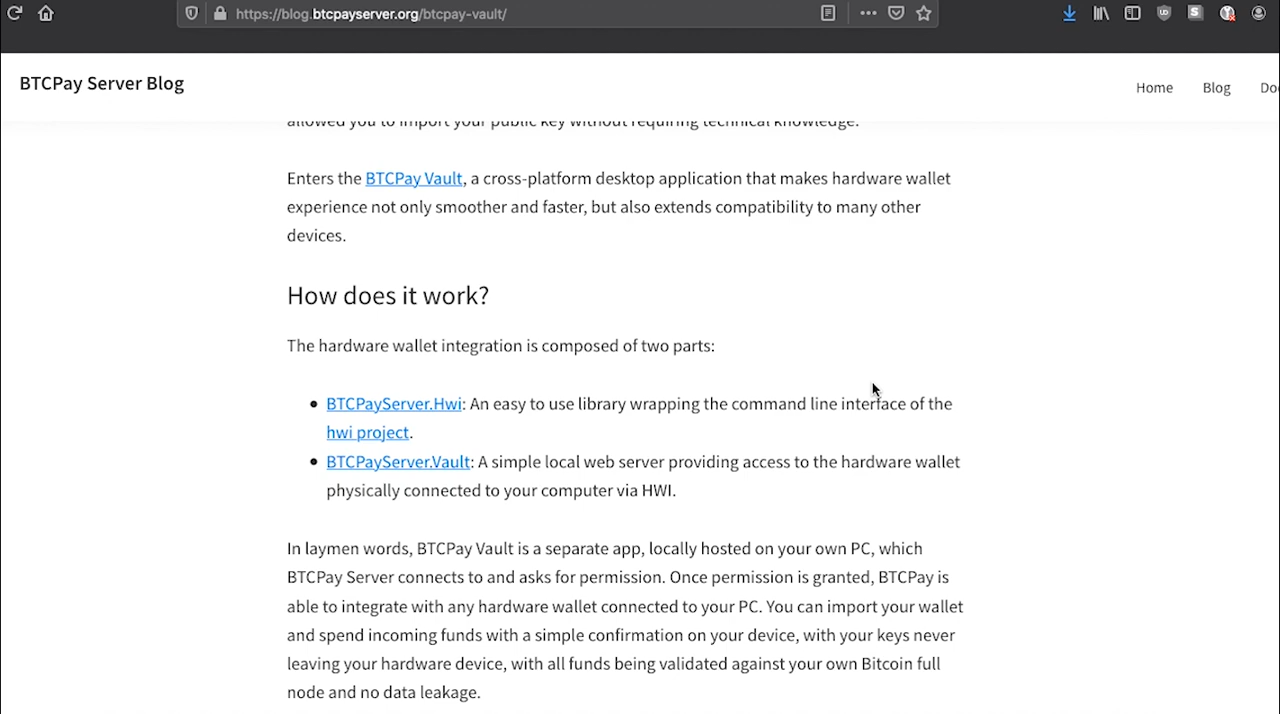 https://blog.btcpayserver.org/btcpay-vault/
BTCPay Server Blog
Home Blog
allowed you to import your public key without requiring technical knowledge.
Enters the BTCPay Vault, a cross-platform desktop application that makes hardware wallet
experience not only smoother and faster, but also extends compatibility to many other
devices.
How does it work?
The hardware wallet integration is composed of two parts:
BTCPayServer.Hwi: An easy to use library wrapping the command line interface of the
hwi project.
BTCPayServer.Vault: A simple local web server providing access to the hardware wallet
physically connected to your computer via HWI.
In laymen words, BTCPay Vault is a separate app, locally hosted on your own PC, which
BTCPay Server connects to and asks for permission. Once permission is granted, BTCPay is
able to integrate with any hardware wallet connected to your PC. You can import your wallet
and spend incoming funds with a simple confirmation on your device, with your keys never
leaving your hardware device, with all funds being validated against your own Bitcoin full
node and no data leakage.